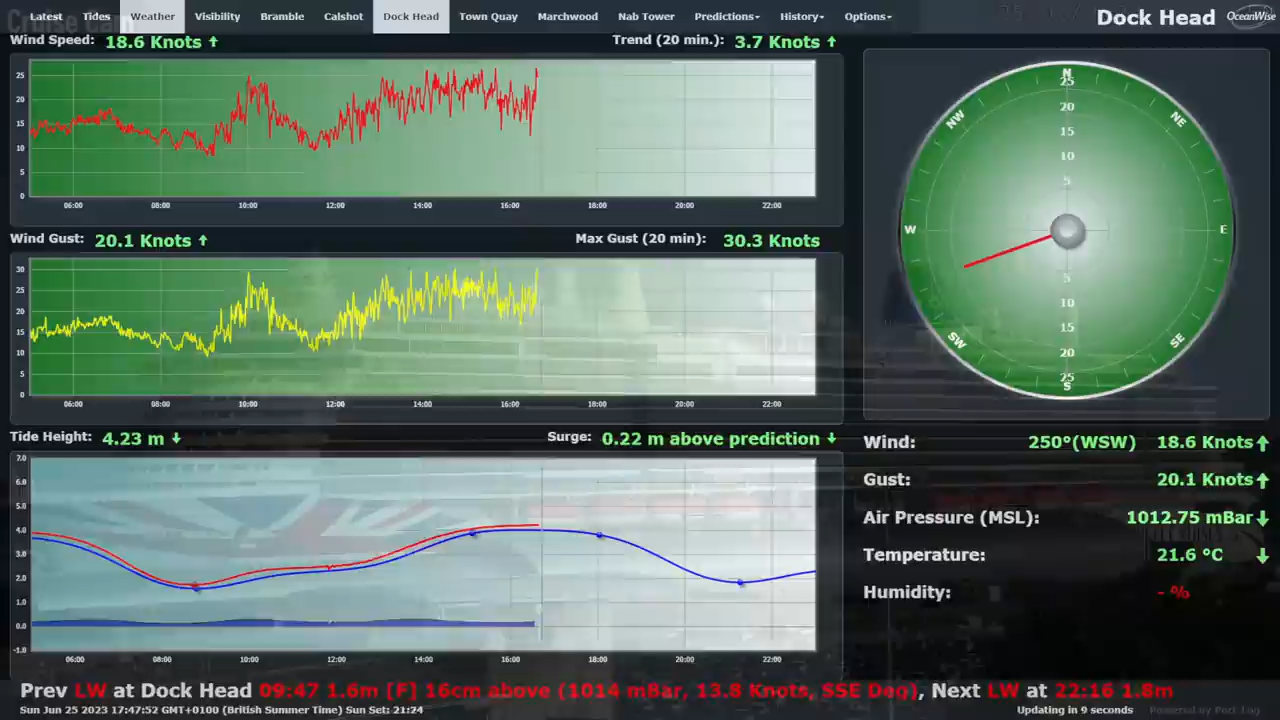 Latest Tides Weather Visibility Bramble Calshot Dock Head Town Quay Marchwood Nab Tower Predictions History Options Dock Head OceanWise
Cruise Cam
Wind Speed: 18.6 Knots ↑ Trend (20 min.): 3.7 Knots ↑
25
20
15
10
5
0
06:00 08:00 10:00 12:00 14:00 16:00 18:00 20:00 22:00
Wind Gust: 20.1 Knots ↑ Max Gust (20 min): 30.3 Knots
30
25
20
15
10
5
0
06:00 08:00 10:00 12:00 14:00 16:00 18:00 20:00 22:00
Tide Height: 4.23 m ↓ Surge: 0.22 m above prediction ↓
7.0
6.0
5.0
4.0
3.0
2.0
1.0
0.0
-1.0
06:00 08:00 10:00 12:00 14:00 16:00 18:00 20:00 22:00
N
25
NW 20 NE
15
10
5
W E
5
10
15
SW 20 SE
25
S
Wind: 250°(WSW) 18.6 Knots ↑
Gust: 20.1 Knots ↑
Air Pressure (MSL): 1012.75 mBar ↓
Temperature: 21.6 °C ↓
Humidity: - %
Prev LW at Dock Head 09:47 1.6m [F] 16cm above (1014 mBar, 13.8 Knots, SSE Deg), Next LW at 22:16 1.8m
Sun Jun 25 2023 17:47:52 GMT+0100 (British Summer Time) Sun Set: 21:24 Updating in 9 seconds Powered by Port Log